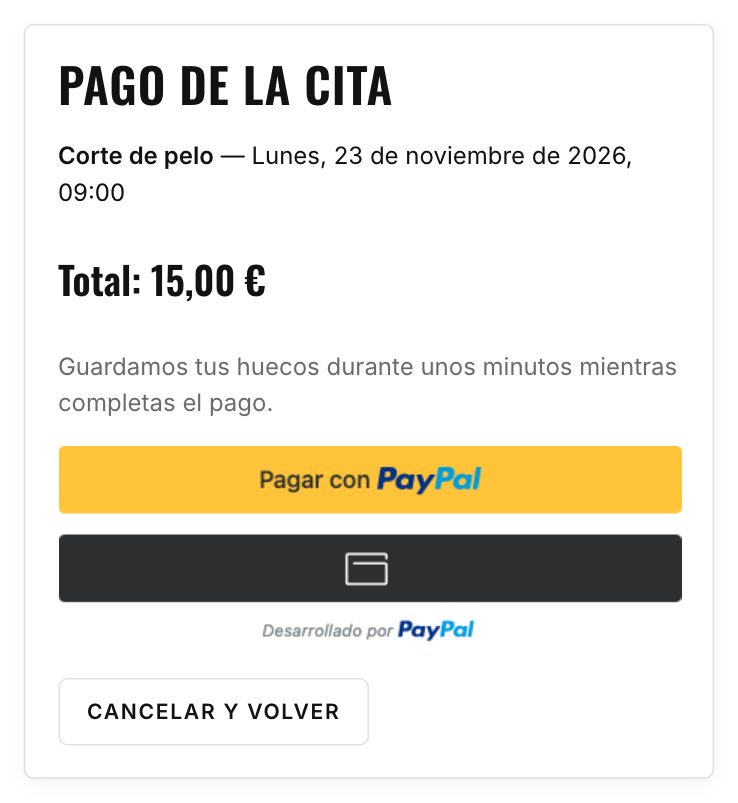 PAGO DE LA CITA
Corte de pelo — Lunes, 23 de noviembre de 2026,
09:00
Total: 15,00 €
Guardamos tus huecos durante unos minutos mientras
completas el pago.
Pagar con PayPal
Desarrollado por PayPal
CANCELAR Y VOLVER